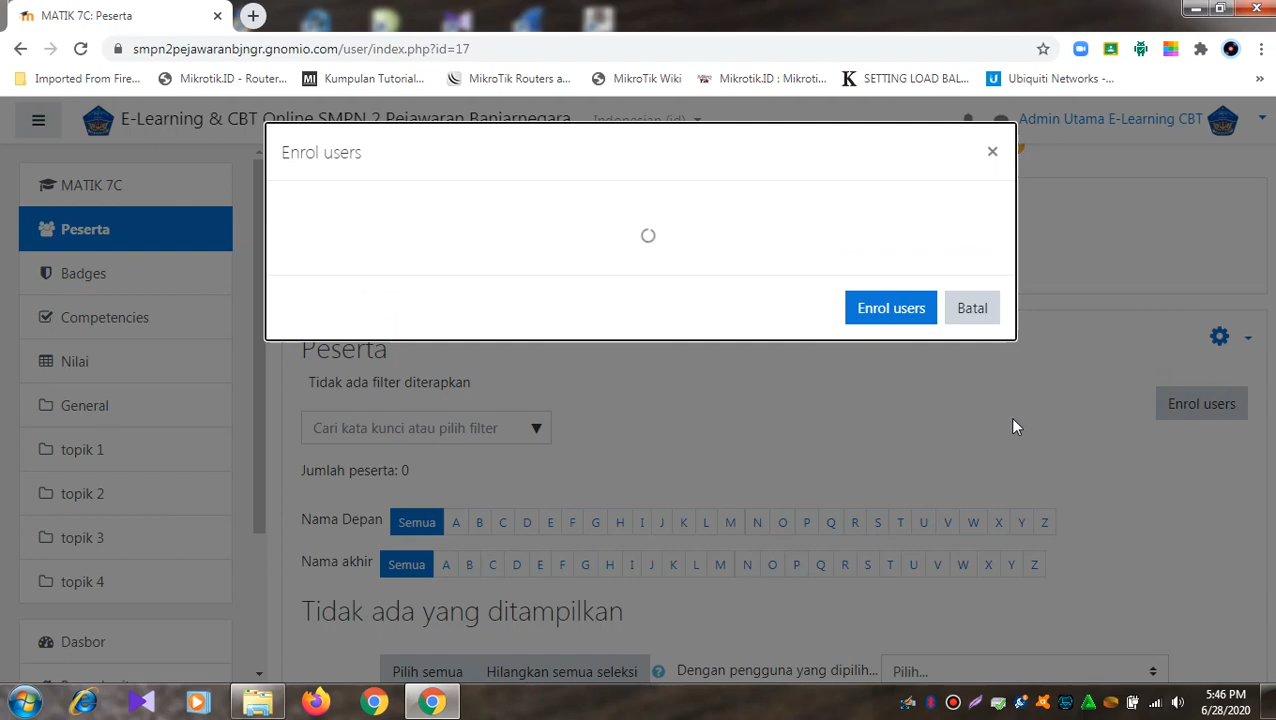 MATIK 7C: Peserta
smpn2pejawaranbjngr.gnomio.com/user/index.php?id=17
Imported From Fire...
Mikrotik.ID - Router...
Kumpulan Tutorial...
MikroTik Routers a...
MikroTik Wiki
Mikrotik.ID : Mikroti...
SETTING LOAD BAL...
Ubiquiti Networks -...
»
E-Learning & CBT Online SMPN 2 Pejawaran Banjarnegara
Indonesian (id)
Admin Utama E-Learning CBT
Enrol users
Enrol users
Batal
MATIK 7C
Peserta
Badges
Competencies
Nilai
General
topik 1
topik 2
topik 3
topik 4
Dasbor
Peserta
Tidak ada filter diterapkan
Enrol users
Cari kata kunci atau pilih filter
Jumlah peserta: 0
Nama Depan Semua A B C D E F G H I J K L M N O P Q R S T U V W X Y Z
Nama akhir Semua A B C D E F G H I J K L M N O P Q R S T U V W X Y Z
Tidak ada yang ditampilkan
Pilih semua
Hilangkan semua seleksi
Dengan pengguna yang dipilih...
Pilih...
5:46 PM
6/28/2020